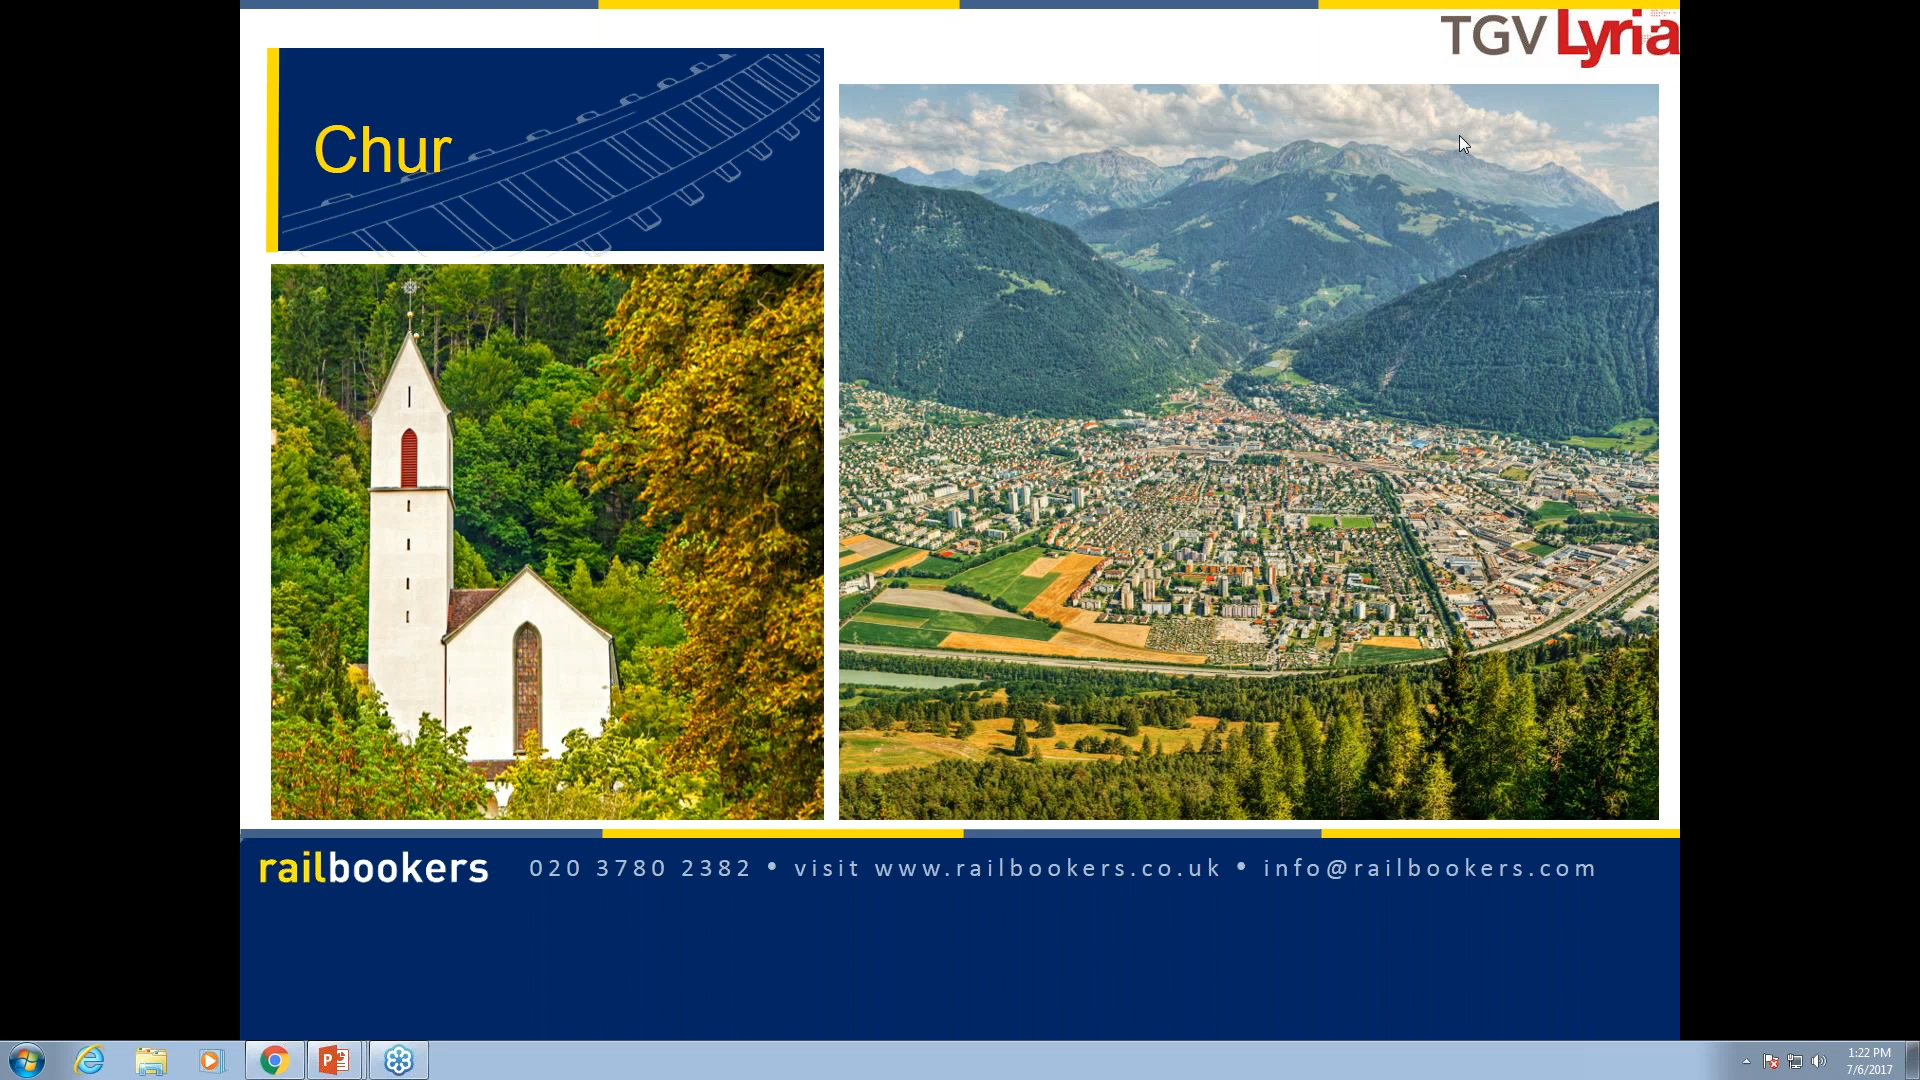 TGV Lyria
Chur
railbookers
020 3780 2382 • visit www.railbookers.co.uk • info@railbookers.com
1:22 PM
7/6/2017